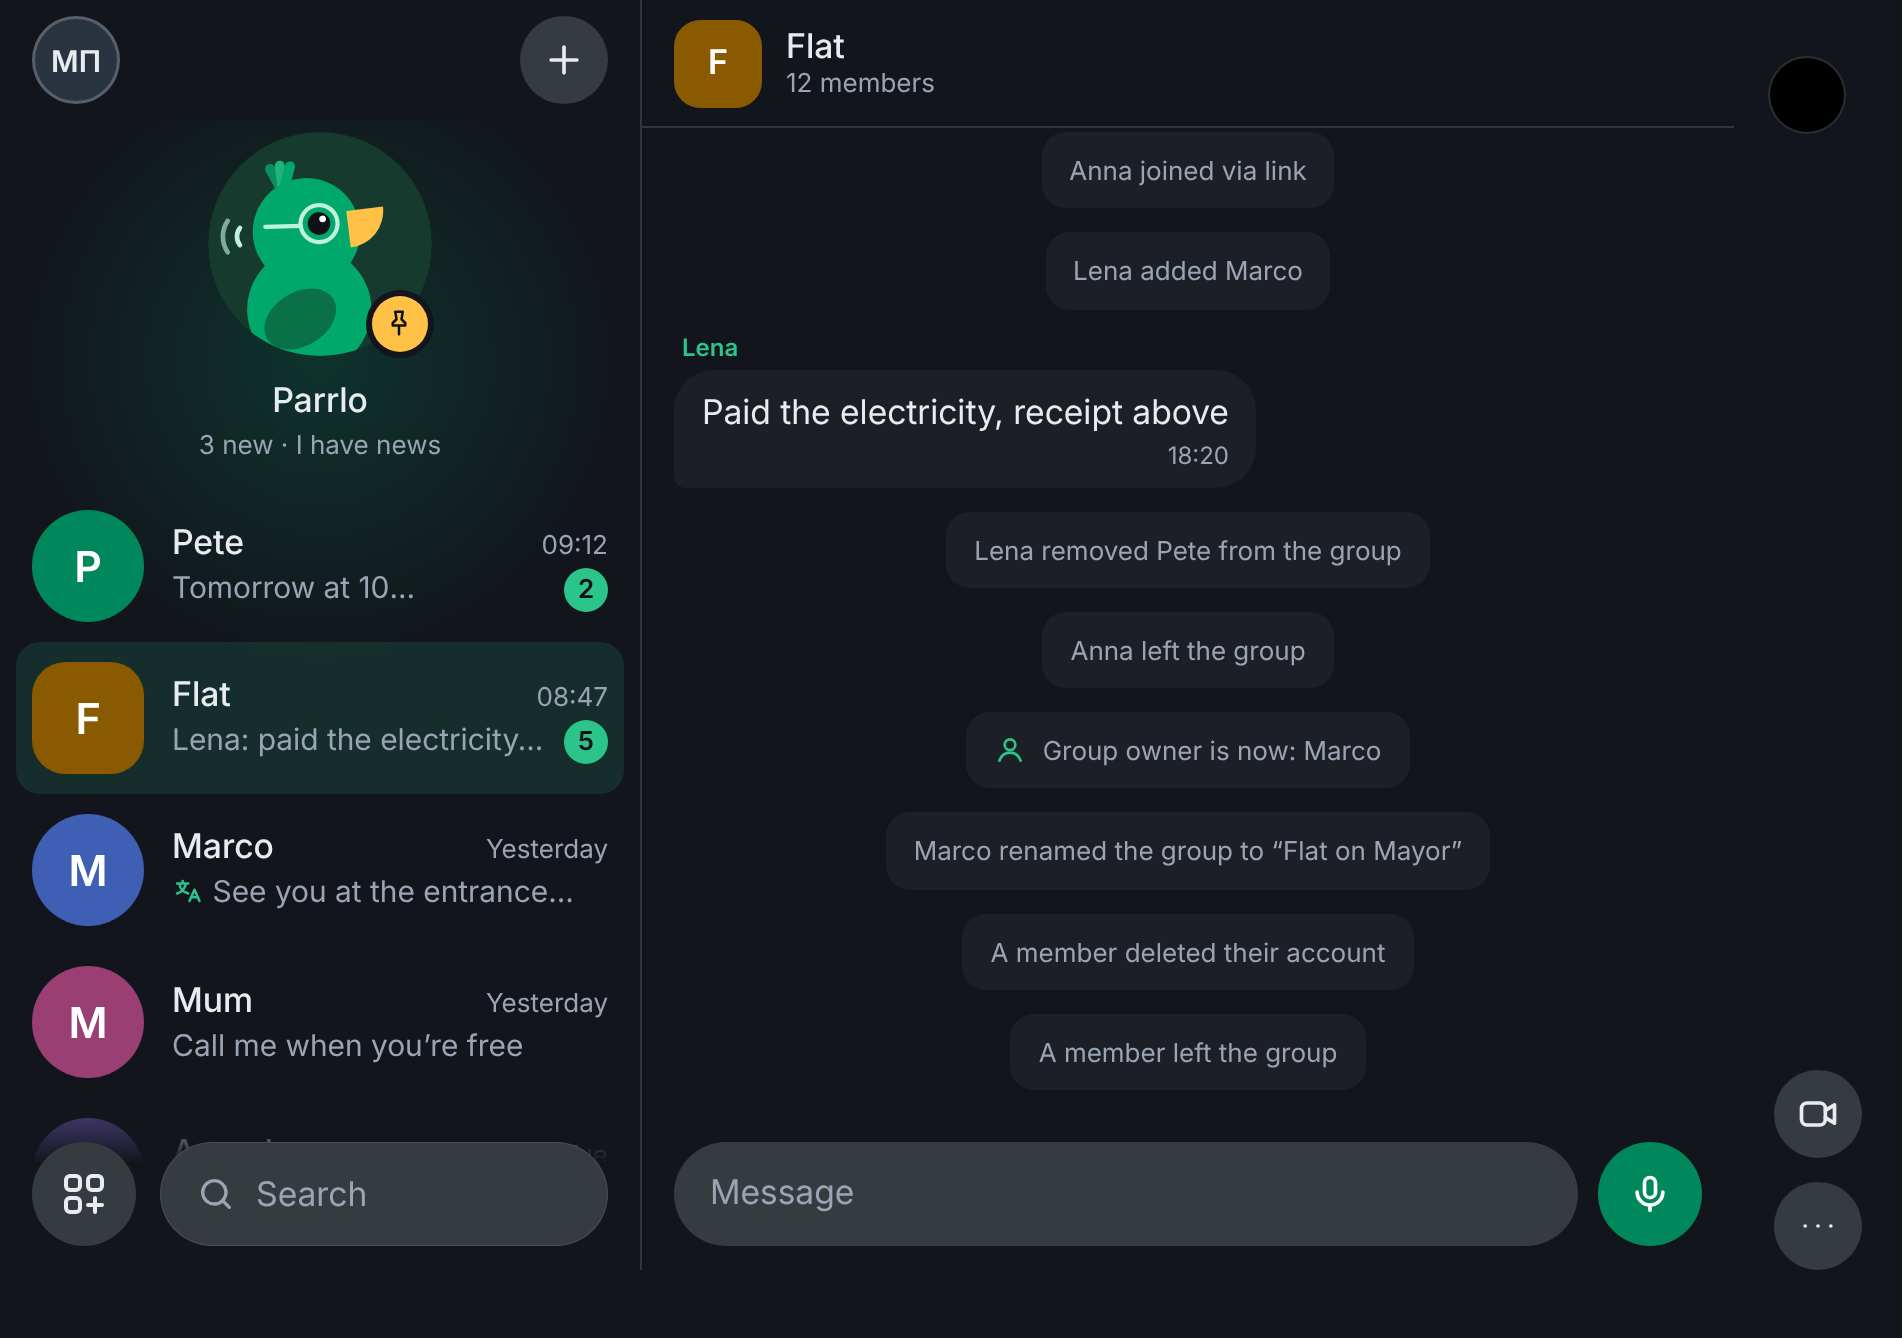 МП
Parrlo
3 new · I have news
P
Pete
09:12
Tomorrow at 10...
2
F
Flat
08:47
Lena: paid the electricity...
5
M
Marco
Yesterday
See you at the entrance...
M
Mum
Yesterday
Call me when you’re free
Search
F
Flat
12 members
Anna joined via link
Lena added Marco
Lena
Paid the electricity, receipt above
18:20
Lena removed Pete from the group
Anna left the group
Group owner is now: Marco
Marco renamed the group to “Flat on Mayor”
A member deleted their account
A member left the group
Message